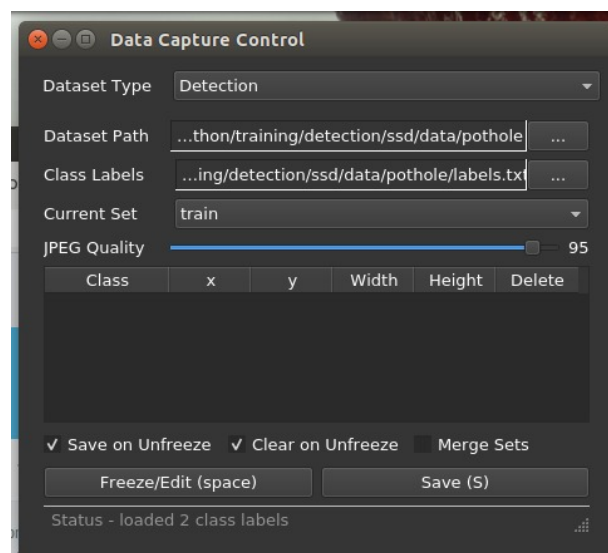 Data Capture Control
Dataset Type Detection
Dataset Path ...thon/training/detection/ssd/data/pothole ...
Class Labels ...ing/detection/ssd/data/pothole/labels.txt ...
Current Set train
JPEG Quality 95
Class x y Width Height Delete
Save on Unfreeze Clear on Unfreeze Merge Sets
Freeze/Edit (space) Save (S)
Status - loaded 2 class labels